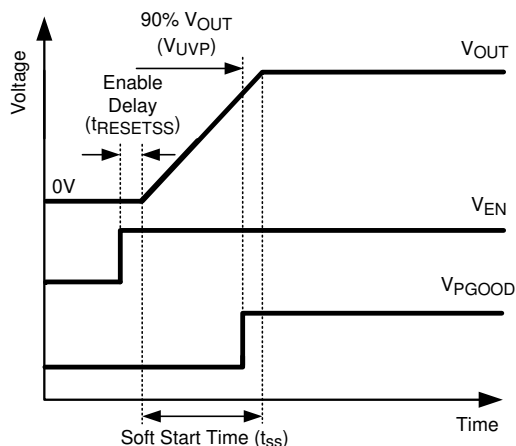 90% VOUT
(VUVP)
VOUT
Enable
Delay
(tRESETSS)
Voltage
0V
VEN
VPGOOD
Time
Soft Start Time (tss)